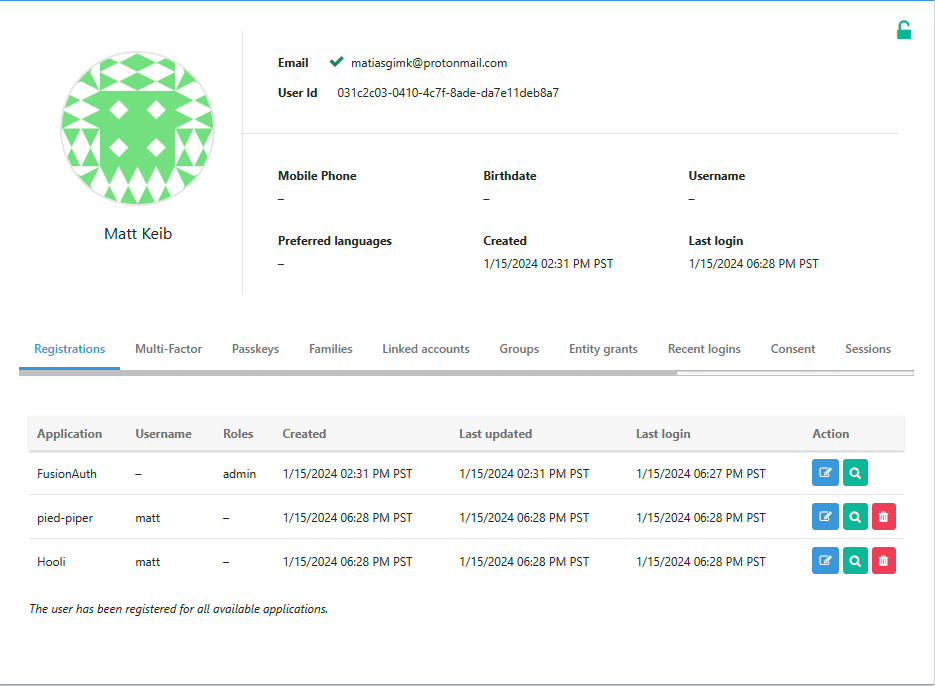 Email matiasgimk@protonmail.com
User Id 031c2c03-0410-4c7f-8ade-da7e11deb8a7
Matt Keib
Mobile Phone Birthdate Username
– – –
Preferred languages Created Last login
– 1/15/2024 02:31 PM PST 1/15/2024 06:28 PM PST
Registrations Multi-Factor Passkeys Families Linked accounts Groups Entity grants Recent logins Consent Sessions
Application Username Roles Created Last updated Last login Action
FusionAuth – admin 1/15/2024 02:31 PM PST 1/15/2024 02:31 PM PST 1/15/2024 06:27 PM PST
pied-piper matt – 1/15/2024 06:28 PM PST 1/15/2024 06:28 PM PST 1/15/2024 06:28 PM PST
Hooli matt – 1/15/2024 06:28 PM PST 1/15/2024 06:28 PM PST 1/15/2024 06:28 PM PST
The user has been registered for all available applications.